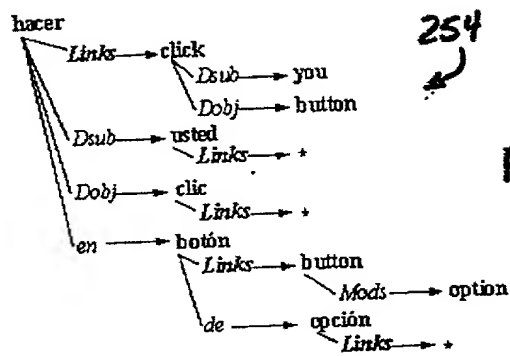 hacer
254
Links click
Dsub you
Dobj button
Dsub usted
Links *
Dobj clic
Links *
en botón
Links button
Mods option
de opción
Links *